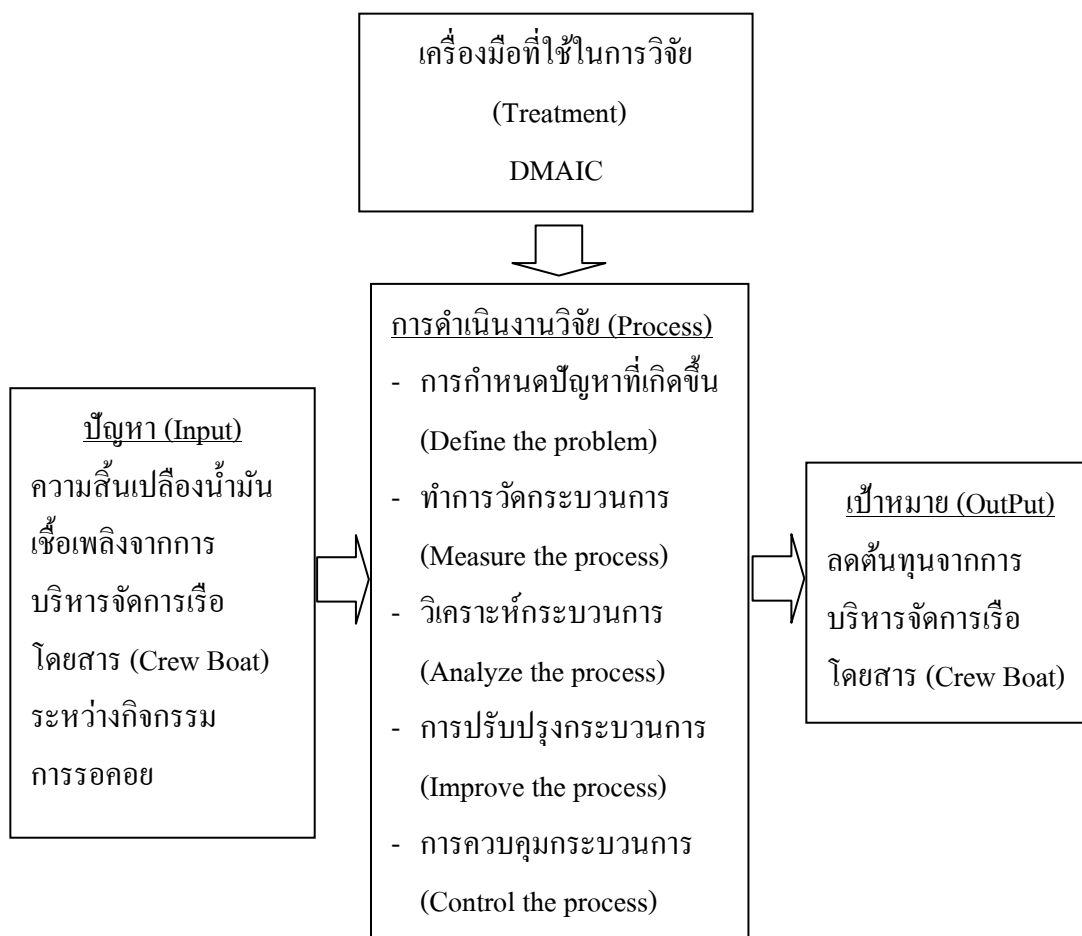 เครื่องมือที่ใช้ในการวิจัย
(Treatment)
DMAIC
ปัญหา (Input)
ความสิ้นเปลืองน้ำมัน
เชื้อเพลิงจากการ
บริหารจัดการเรือ
โดยสาร (Crew Boat)
ระหว่างกิจกรรม
การรอคอย
การดำเนินงานวิจัย (Process)
- การกำหนดปัญหาที่เกิดขึ้น
(Define the problem)
- ทำการวัดกระบวนการ
(Measure the process)
- วิเคราะห์กระบวนการ
(Analyze the process)
- การปรับปรุงกระบวนการ
(Improve the process)
- การควบคุมกระบวนการ
(Control the process)
เป้าหมาย (OutPut)
ลดต้นทุนจากการ
บริหารจัดการเรือ
โดยสาร (Crew Boat)